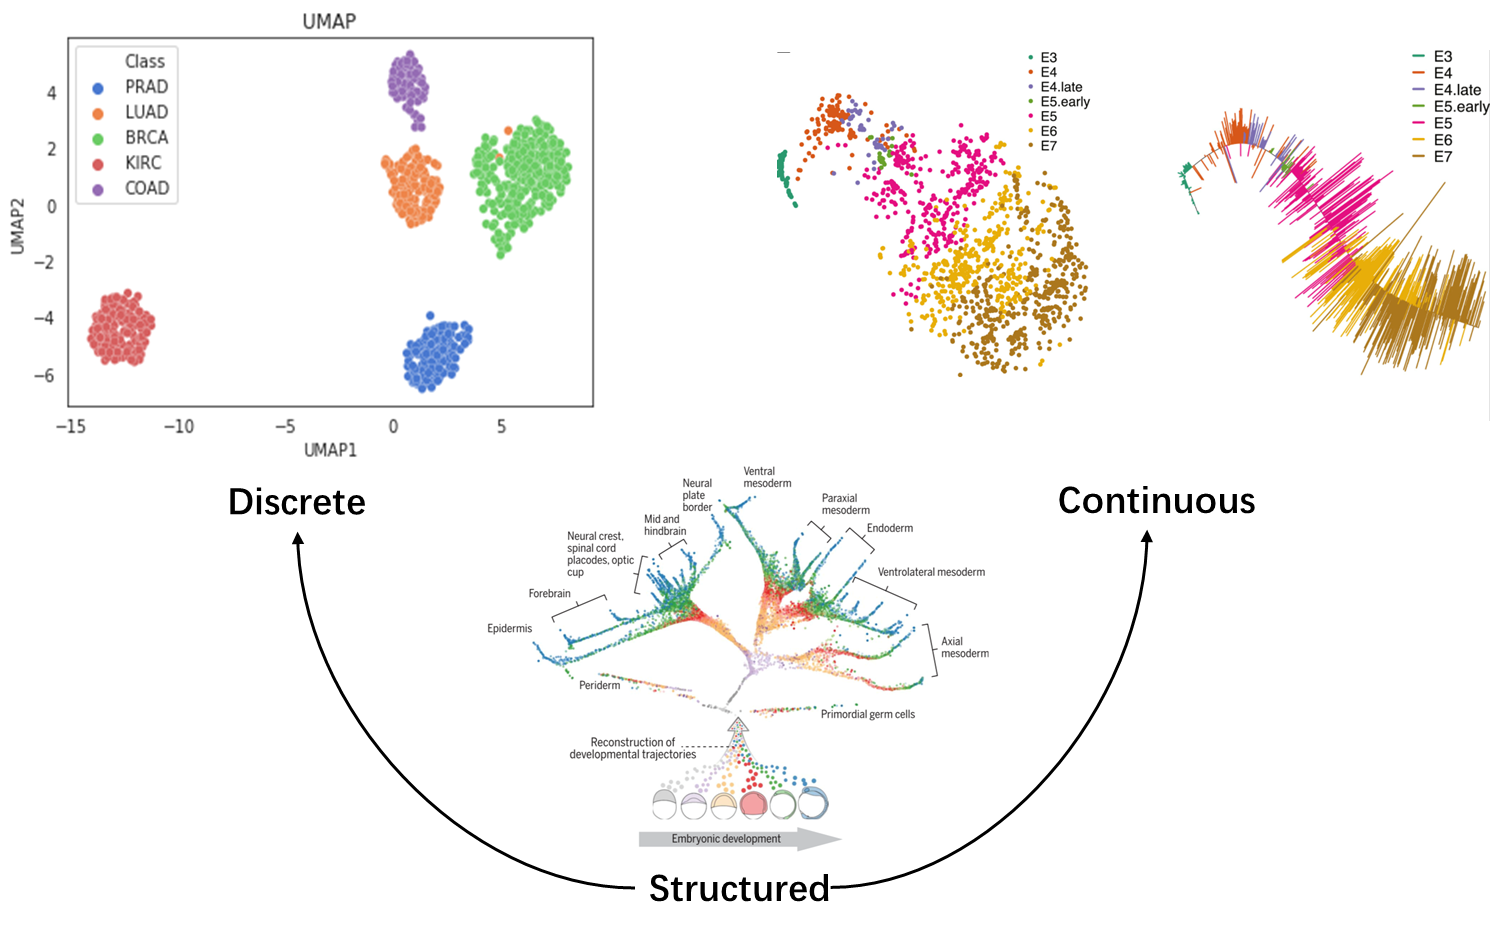 UMAP
Class
PRAD
LUAD
BRCA
KIRC
COAD
UMAP2
4
2
0
−2
−4
−6
−15
−10
−5
0
5
UMAP1
E3
E4
E4.late
E5.early
E5
E6
E7
E3
E4
E4.late
E5.early
E5
E6
E7
Discrete
Continuous
Ventral
mesoderm
Neural
plate
border
Mid and
hindbrain
Neural crest,
spinal cord
placodes, optic
cup
Forebrain
Epidermis
Periderm
Paraxial
mesoderm
Endoderm
Ventrolateral mesoderm
Axial
mesoderm
Primordial germ cells
Reconstruction of
developmental trajectories
Embryonic development
Structured